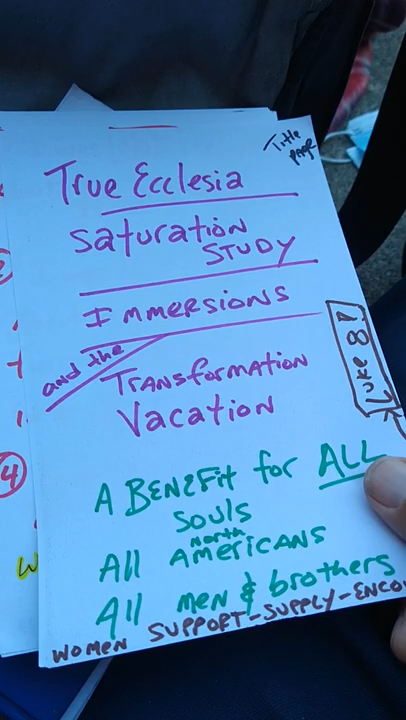 Title
page
True Ecclesia
Saturation
STUDY
Immersions
and the
Transformation
Vacation
Luke 8
A BENEFit for ALL
souls
north
All Americans
All men & brothers
WOMEN SUPPORT-SUPPLY-ENCO
4